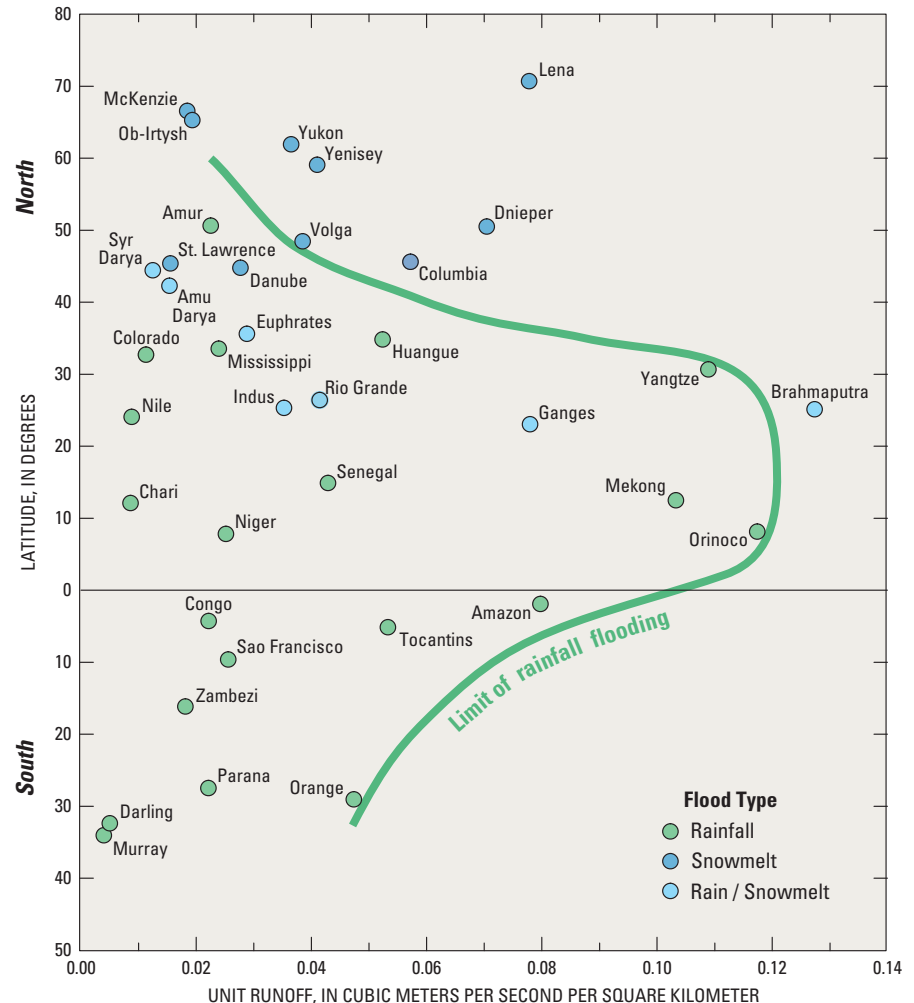 80
70
60
50
40
30
20
10
0
10
20
30
40
50
North
LATITUDE, IN DEGREES
South
Lena
McKenzie
Ob-Irtysh
Yukon
Yenisey
Amur
Volga
Dnieper
Syr
Darya
St. Lawrence
Danube
Columbia
Amu
Darya
Euphrates
Colorado
Mississippi
Huangue
Yangtze
Brahmaputra
Nile
Indus
Rio Grande
Ganges
Senegal
Chari
Mekong
Niger
Orinoco
Congo
Amazon
Tocantins
Sao Francisco
Limit of rainfall flooding
Zambezi
Parana
Orange
Darling
Murray
Flood Type
Rainfall
Snowmelt
Rain / Snowmelt
0.00 0.02 0.04 0.06 0.08 0.10 0.12 0.14
UNIT RUNOFF, IN CUBIC METERS PER SECOND PER SQUARE KILOMETER